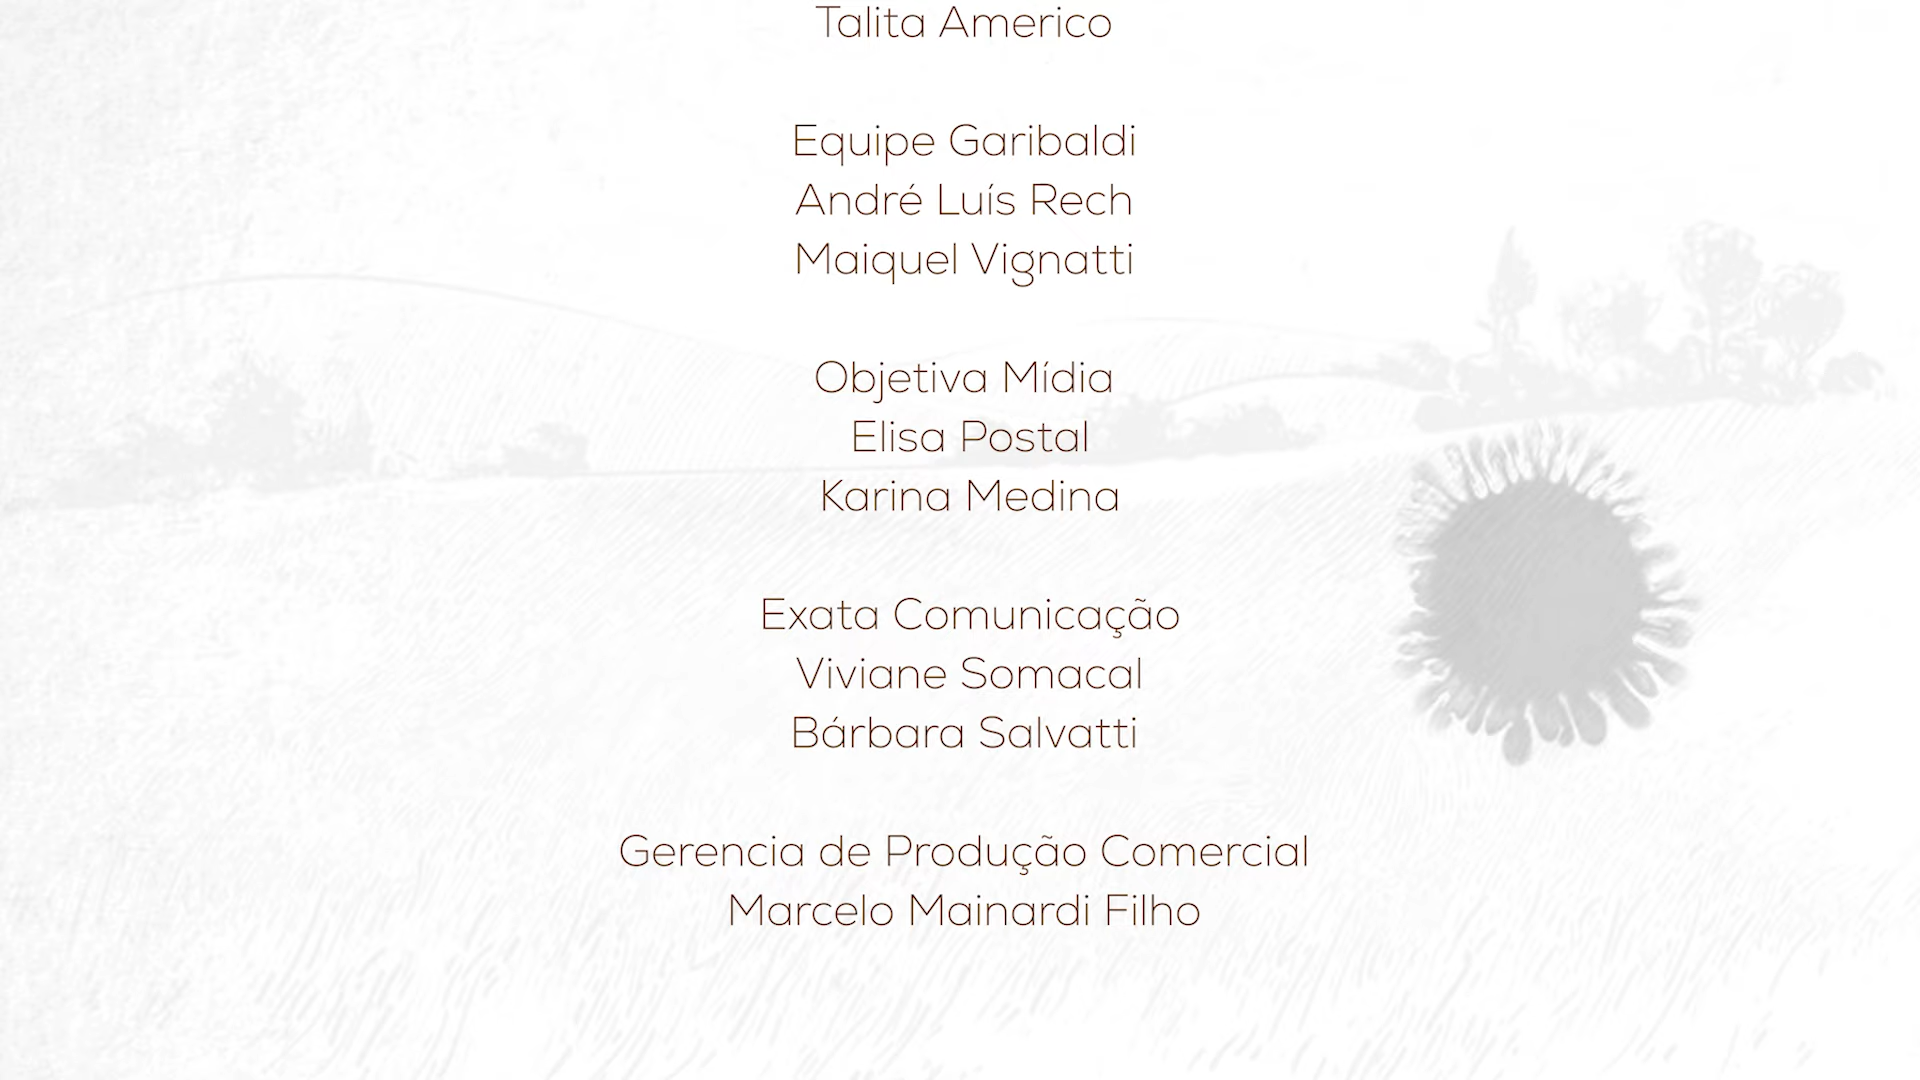 Talita Americo
Equipe Garibaldi
André Luís Rech
Maiquel Vignatti
Objetiva Mídia
Elisa Postal
Karina Medina
Exata Comunicação
Viviane Somacal
Bárbara Salvatti
Gerencia de Produção Comercial
Marcelo Mainardi Filho